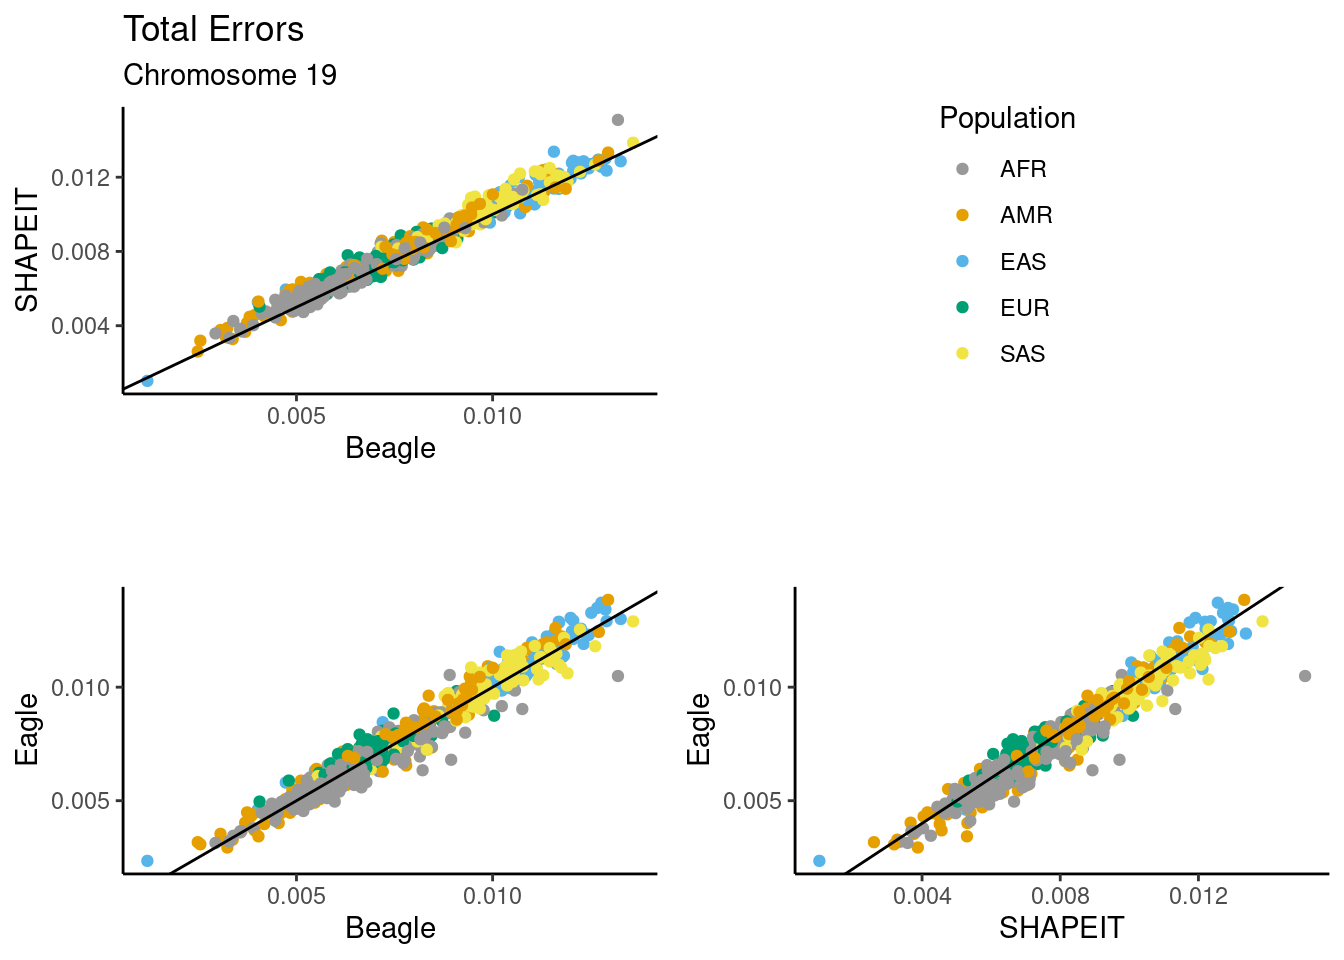 Total Errors
Chromosome 19
SHAPEIT
0.012
0.008
0.004
0.005 0.010
Beagle
Population
AFR
AMR
EAS
EUR
SAS
Eagle
0.010
0.005
0.005 0.010
Beagle
Eagle
0.010
0.005
0.004 0.008 0.012
SHAPEIT